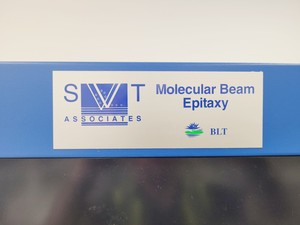 SVT
ASSOCIATES
Molecular Beam
Epitaxy
BLT